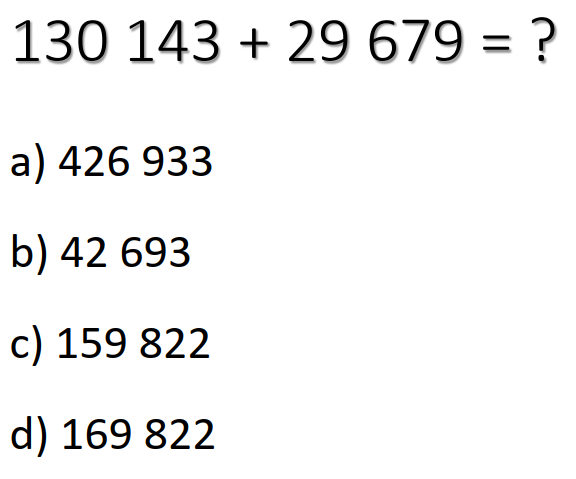 130 143 + 29 679 = ?
a) 426 933
b) 42 693
c) 159 822
d) 169 822